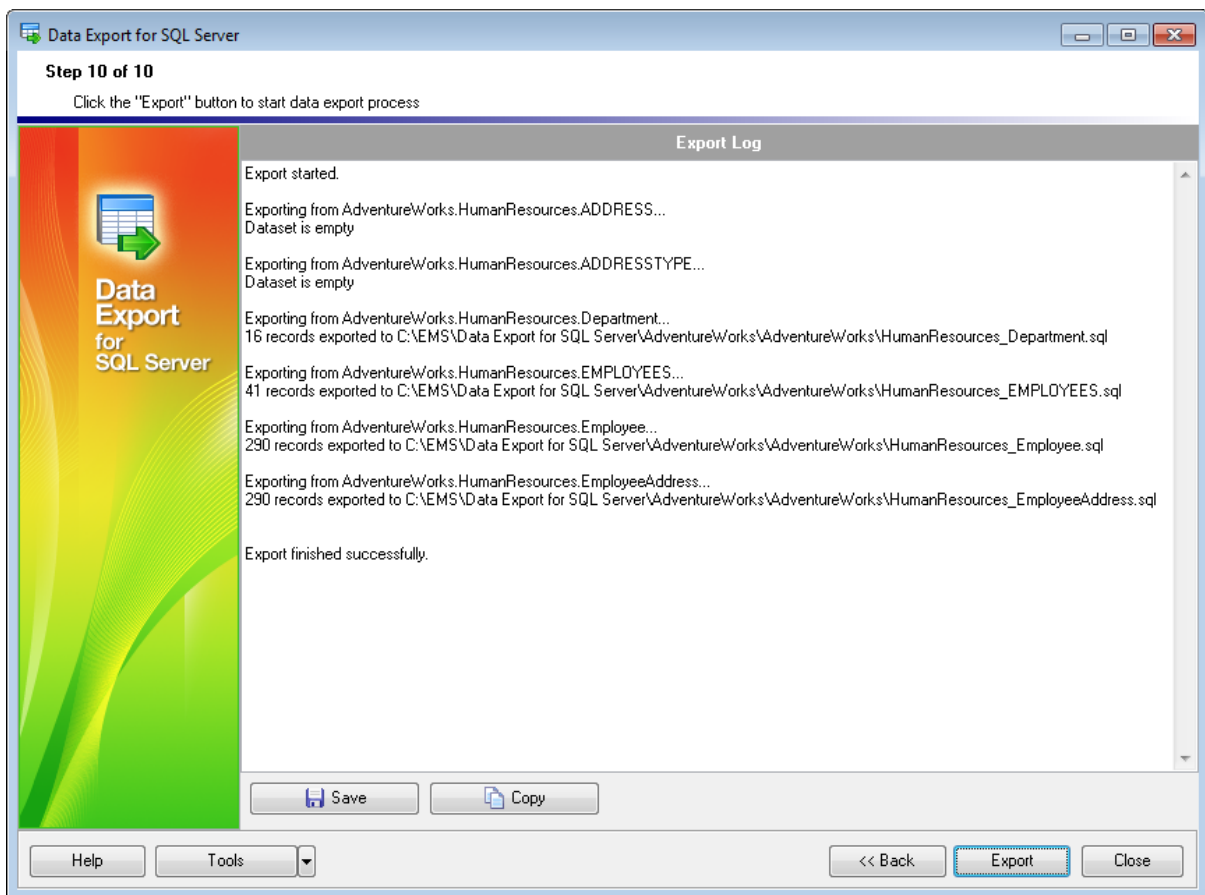 Data Export for SQL Server
Step 10 of 10
Click the "Export" button to start data export process
Data
Export
for
SQL Server
Export Log
Export started.
Exporting from AdventureWorks.HumanResources.ADDRESS...
Dataset is empty
Exporting from AdventureWorks.HumanResources.ADDRESSTYPE...
Dataset is empty
Exporting from AdventureWorks.HumanResources.Department...
16 records exported to C:\EMS\Data Export for SQL Server\AdventureWorks\AdventureWorks\HumanResources_Department.sql
Exporting from AdventureWorks.HumanResources.EMPLOYEES...
41 records exported to C:\EMS\Data Export for SQL Server\AdventureWorks\AdventureWorks\HumanResources_EMPLOYEES.sql
Exporting from AdventureWorks.HumanResources.Employee...
290 records exported to C:\EMS\Data Export for SQL Server\AdventureWorks\AdventureWorks\HumanResources_Employee.sql
Exporting from AdventureWorks.HumanResources.EmployeeAddress...
290 records exported to C:\EMS\Data Export for SQL Server\AdventureWorks\AdventureWorks\HumanResources_EmployeeAddress.sql
Export finished successfully.
Save Copy
Help Tools << Back Export Close